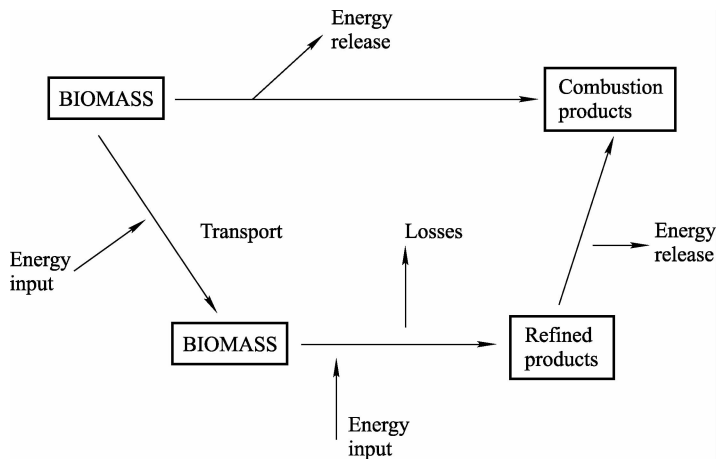 Energy
release
BIOMASS
Combustion
products
Transport
Losses
Energy
release
Energy
input
BIOMASS
Refined
products
Energy
input